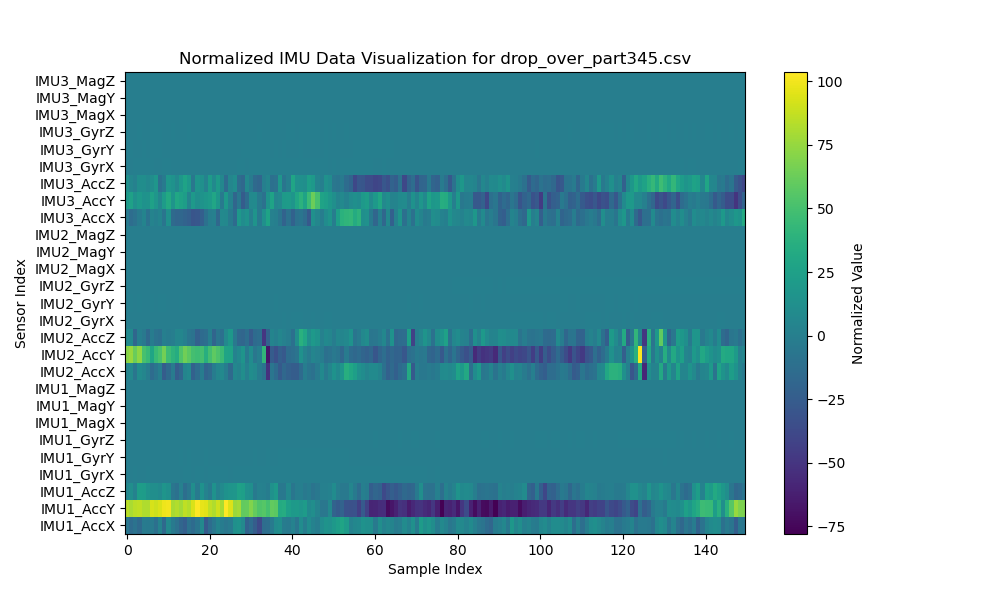 Normalized IMU Data Visualization for drop_over_part345.csv
IMU3_MagZ
IMU3_MagY
IMU3_MagX
IMU3_GyrZ
IMU3_GyrY
IMU3_GyrX
IMU3_AccZ
IMU3_AccY
IMU3_AccX
IMU2_MagZ
IMU2_MagY
IMU2_MagX
IMU2_GyrZ
IMU2_GyrY
IMU2_GyrX
IMU2_AccZ
IMU2_AccY
IMU2_AccX
IMU1_MagZ
IMU1_MagY
IMU1_MagX
IMU1_GyrZ
IMU1_GyrY
IMU1_GyrX
IMU1_AccZ
IMU1_AccY
IMU1_AccX
Sensor Index
0 20 40 60 80 100 120 140
Sample Index
100
75
50
25
0
−25
−50
−75
Normalized Value